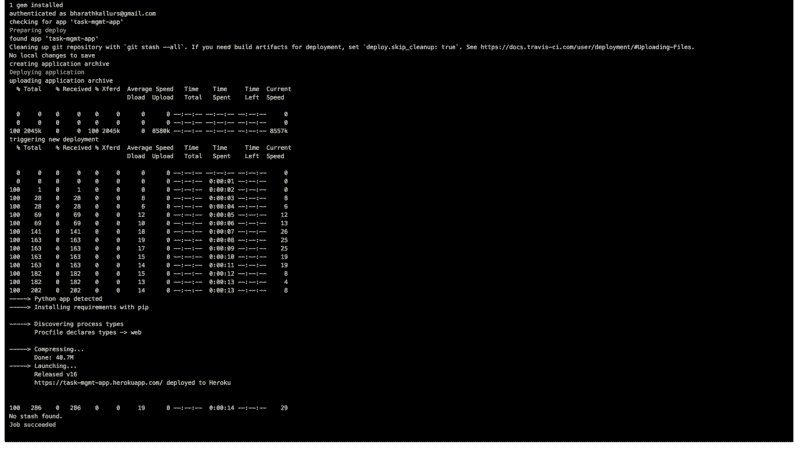 1 gem installed
authenticated as bharathkallurs@gmail.com
checking for app 'task-mgmt-app'
Preparing deploy
found app 'task-mgmt-app'
Cleaning up git repository with `git stash --all`. If you need build artifacts for deployment, set `deploy.skip_cleanup: true`. See https://docs.travis-ci.com/user/deployment/#Uploading-Files.
No local changes to save
creating application archive
Deploying application
uploading application archive
% Total % Received % Xferd Average Speed Time Time Time Current
Dload Upload Total Spent Left Speed
0 0 0 0 0 0 0 0 --:--:-- --:--:-- --:--:-- 0
0 0 0 0 0 0 0 0 --:--:-- --:--:-- --:--:-- 0
100 2045k 0 0 100 2045k 0 8580k --:--:-- --:--:-- --:--:-- 8557k
triggering new deployment
% Total % Received % Xferd Average Speed Time Time Time Current
Dload Upload Total Spent Left Speed
0 0 0 0 0 0 0 0 --:--:-- --:--:-- --:--:-- 0
0 0 0 0 0 0 0 0 --:--:-- 0:00:01 --:--:-- 0
100 1 0 1 0 0 0 0 --:--:-- 0:00:02 --:--:-- 0
100 28 0 28 0 0 8 0 --:--:-- 0:00:03 --:--:-- 8
100 28 0 28 0 0 6 0 --:--:-- 0:00:04 --:--:-- 6
100 69 0 69 0 0 12 0 --:--:-- 0:00:05 --:--:-- 12
100 69 0 69 0 0 10 0 --:--:-- 0:00:06 --:--:-- 13
100 141 0 141 0 0 18 0 --:--:-- 0:00:07 --:--:-- 26
100 163 0 163 0 0 19 0 --:--:-- 0:00:08 --:--:-- 25
100 163 0 163 0 0 17 0 --:--:-- 0:00:09 --:--:-- 25
100 163 0 163 0 0 15 0 --:--:-- 0:00:10 --:--:-- 19
100 163 0 163 0 0 14 0 --:--:-- 0:00:11 --:--:-- 19
100 182 0 182 0 0 15 0 --:--:-- 0:00:12 --:--:-- 8
100 182 0 182 0 0 13 0 --:--:-- 0:00:13 --:--:-- 4
100 202 0 202 0 0 14 0 --:--:-- 0:00:13 --:--:-- 8
-----> Python app detected
-----> Installing requirements with pip
-----> Discovering process types
Procfile declares types -> web
-----> Compressing...
Done: 40.7M
-----> Launching...
Released v16
https://task-mgmt-app.herokuapp.com/ deployed to Heroku
100 286 0 286 0 0 19 0 --:--:-- 0:00:14 --:--:-- 29
No stash found.
Job succeeded